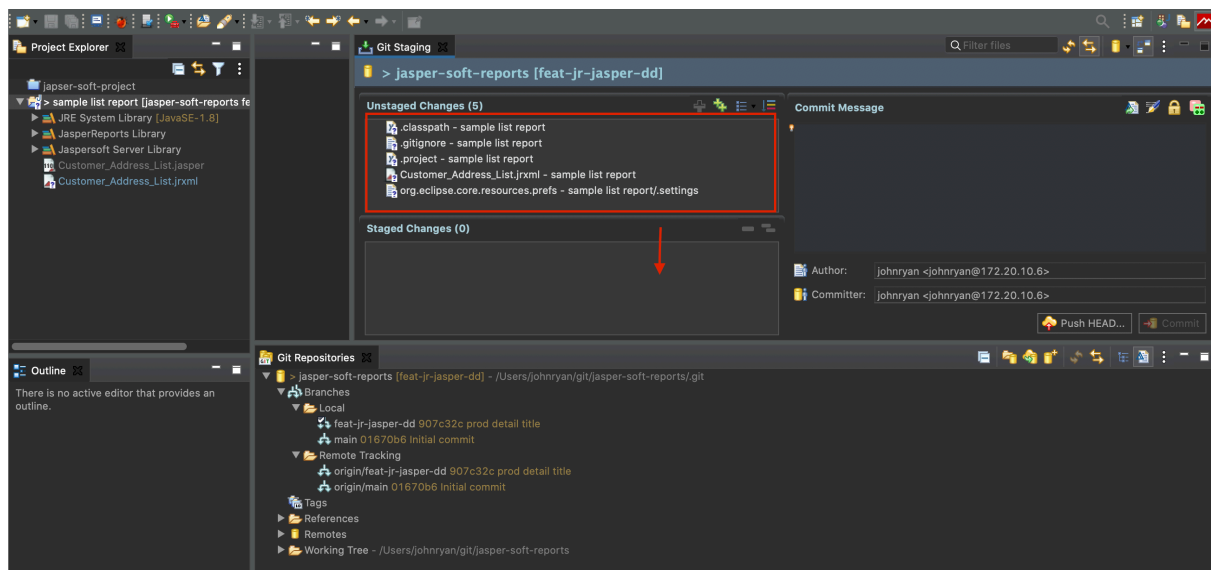 Project Explorer
japser-soft-project
> sample list report [jasper-soft-reports fe
JRE System Library [JavaSE-1.8]
JasperReports Library
Jaspersoft Server Library
Customer_Address_List.jasper
Customer_Address_List.jrxml
Git Staging
Filter files
> jasper-soft-reports [feat-jr-jasper-dd]
Unstaged Changes (5)
.classpath - sample list report
.gitignore - sample list report
.project - sample list report
Customer_Address_List.jrxml - sample list report
org.eclipse.core.resources.prefs - sample list report/.settings
Staged Changes (0)
Commit Message
Author: johnryan <johnryan@172.20.10.6>
Committer: johnryan <johnryan@172.20.10.6>
Push HEAD... Commit
Outline
There is no active editor that provides an
outline.
Git Repositories
> jasper-soft-reports [feat-jr-jasper-dd] - /Users/johnryan/git/jasper-soft-reports/.git
Branches
Local
feat-jr-jasper-dd 907c32c prod detail title
main 01670b6 Initial commit
Remote Tracking
origin/feat-jr-jasper-dd 907c32c prod detail title
origin/main 01670b6 Initial commit
Tags
References
Remotes
Working Tree - /Users/johnryan/git/jasper-soft-reports